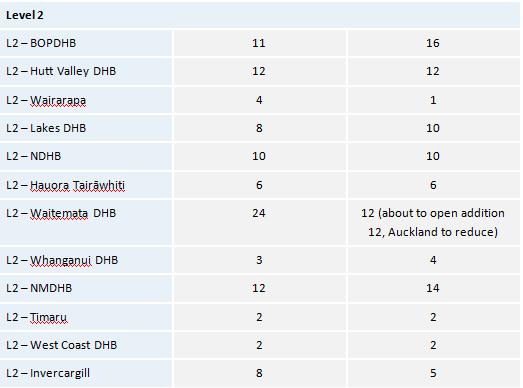 Level 2
L2 – BOPDHB 11 16
L2 – Hutt Valley DHB 12 12
L2 – Wairarapa 4 1
L2 – Lakes DHB 8 10
L2 – NDHB 10 10
L2 – Hauora Tairāwhiti 6 6
L2 – Waitemata DHB 24 12 (about to open addition
12, Auckland to reduce)
L2 – Whanganui DHB 3 4
L2 – NMDHB 12 14
L2 – Timaru 2 2
L2 – West Coast DHB 2 2
L2 – Invercargill 8 5